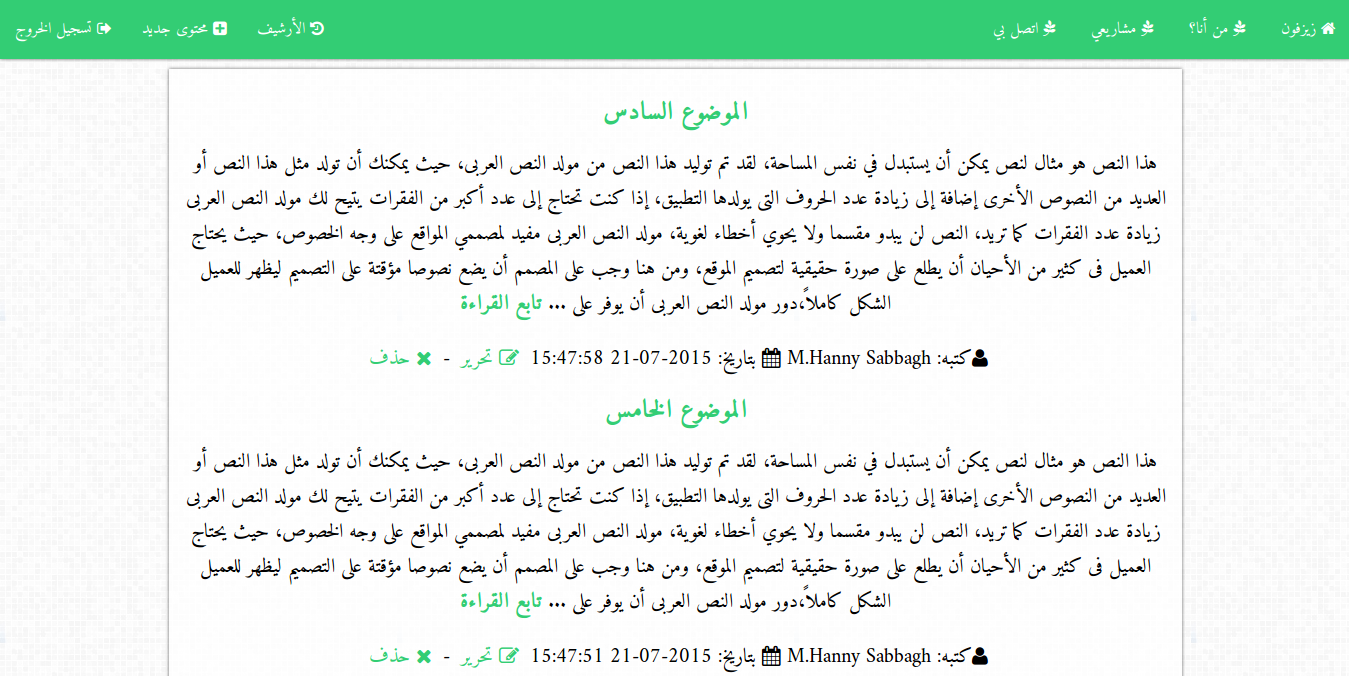 زيزفون من أنا؟ مشاريعي اتصل بي الأرشيف محتوى جديد تسجيل الخروج
الموضوع السادس
هذا النص هو مثال لنص يمكن أن يستبدل في نفس المساحة، لقد تم توليد هذا النص من مولد النص العربى، حيث يمكنك أن تولد مثل هذا النص أو
العديد من النصوص الأخرى إضافة إلى زيادة عدد الحروف التى يولدها التطبيق، إذا كنت تحتاج إلى عدد أكبر من الفقرات يتيح لك مولد النص العربى
زيادة عدد الفقرات كما تريد، النص لن يبدو مقسما ولا يحوي أخطاء لغوية، مولد النص العربى مفيد لمصممي المواقع على وجه الخصوص، حيث يحتاج
العميل فى كثير من الأحيان أن يطلع على صورة حقيقية لتصميم الموقع، ومن هنا وجب على المصمم أن يضع نصوصا مؤقتة على التصميم ليظهر للعميل
الشكل كاملاً،دور مولد النص العربى أن يوفر على ... تابع القراءة
كتبه: M.Hanny Sabbagh بتاريخ: 2015-07-21 15:47:58 تحرير - حذف
الموضوع الخامس
هذا النص هو مثال لنص يمكن أن يستبدل في نفس المساحة، لقد تم توليد هذا النص من مولد النص العربى، حيث يمكنك أن تولد مثل هذا النص أو
العديد من النصوص الأخرى إضافة إلى زيادة عدد الحروف التى يولدها التطبيق، إذا كنت تحتاج إلى عدد أكبر من الفقرات يتيح لك مولد النص العربى
زيادة عدد الفقرات كما تريد، النص لن يبدو مقسما ولا يحوي أخطاء لغوية، مولد النص العربى مفيد لمصممي المواقع على وجه الخصوص، حيث يحتاج
العميل فى كثير من الأحيان أن يطلع على صورة حقيقية لتصميم الموقع، ومن هنا وجب على المصمم أن يضع نصوصا مؤقتة على التصميم ليظهر للعميل
الشكل كاملاً،دور مولد النص العربى أن يوفر على ... تابع القراءة
كتبه: M.Hanny Sabbagh بتاريخ: 2015-07-21 15:47:51 تحرير - حذف